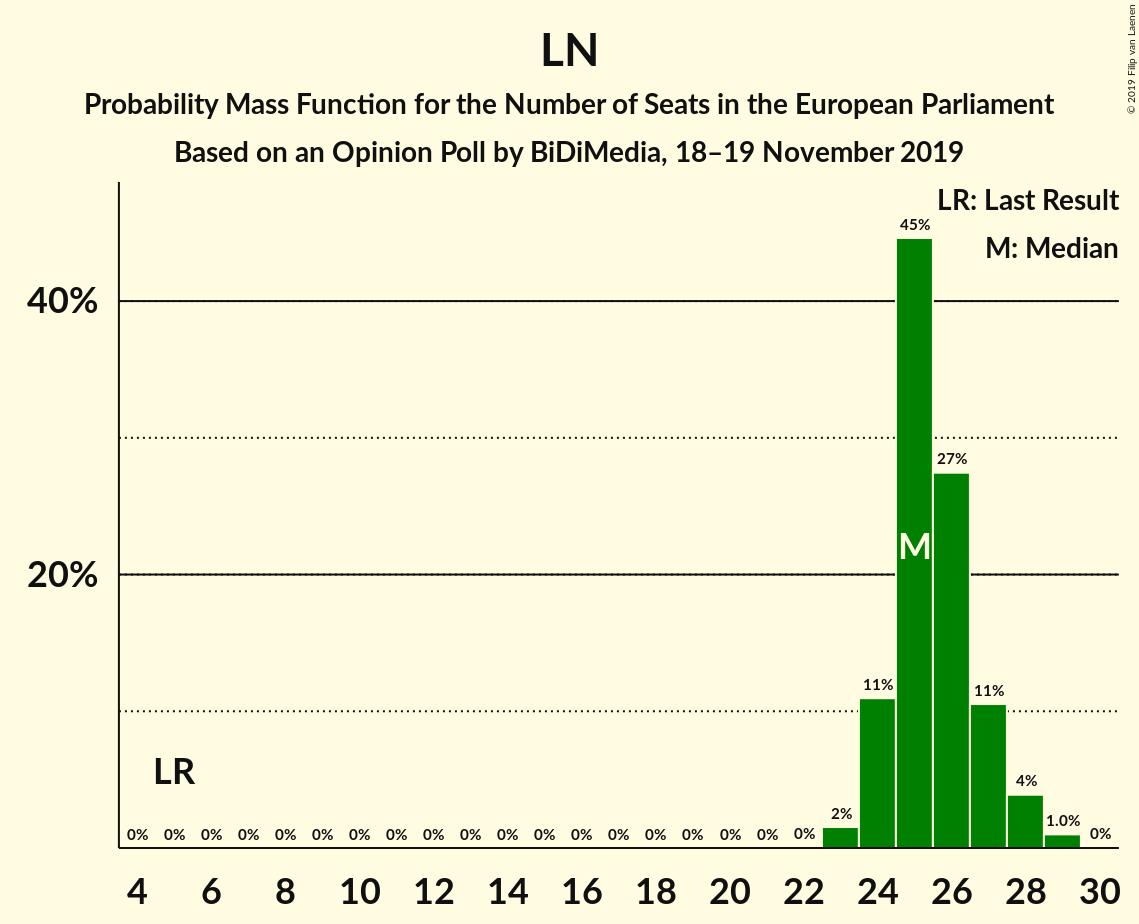 LN
Probability Mass Function for the Number of Seats in the European Parliament
Based on an Opinion Poll by BiDiMedia, 18–19 November 2019
© 2019 Filip van Laenen
LR: Last Result
M: Median
45%
40%
27%
M
20%
11%
11%
LR
4%
2%
1.0%
0% 0% 0% 0% 0% 0% 0% 0% 0% 0% 0% 0% 0% 0% 0% 0% 0% 0% 0% 0%
4 6 8 10 12 14 16 18 20 22 24 26 28 30